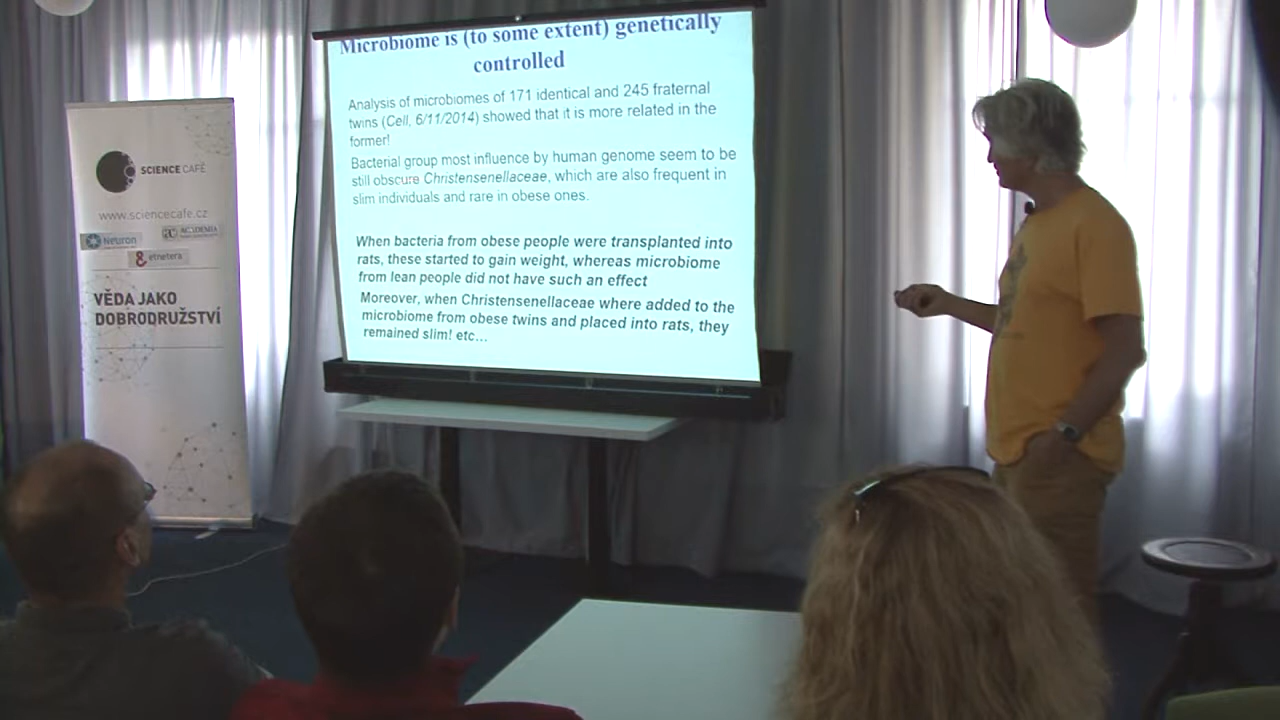 Microbiome is (to some extent) genetically
controlled
Analysis of microbiomes of 171 identical and 245 fraternal
twins (Cell, 6/11/2014) showed that it is more related in the
former!
Bacterial group most influence by human genome seem to be
still obscure Christensenellaceae, which are also frequent in
slim individuals and rare in obese ones.
When bacteria from obese people were transplanted into
rats, these started to gain weight, whereas microbiome
from lean people did not have such an effect
Moreover, when Christensenellaceae where added to the
microbiome from obese twins and placed into rats, they
remained slim! etc...
SCIENCE CAFÉ
www.sciencecafe.cz
Neuron
ACADEMIA
etnetera
VĚDA JAKO
DOBRODRUŽSTVÍ